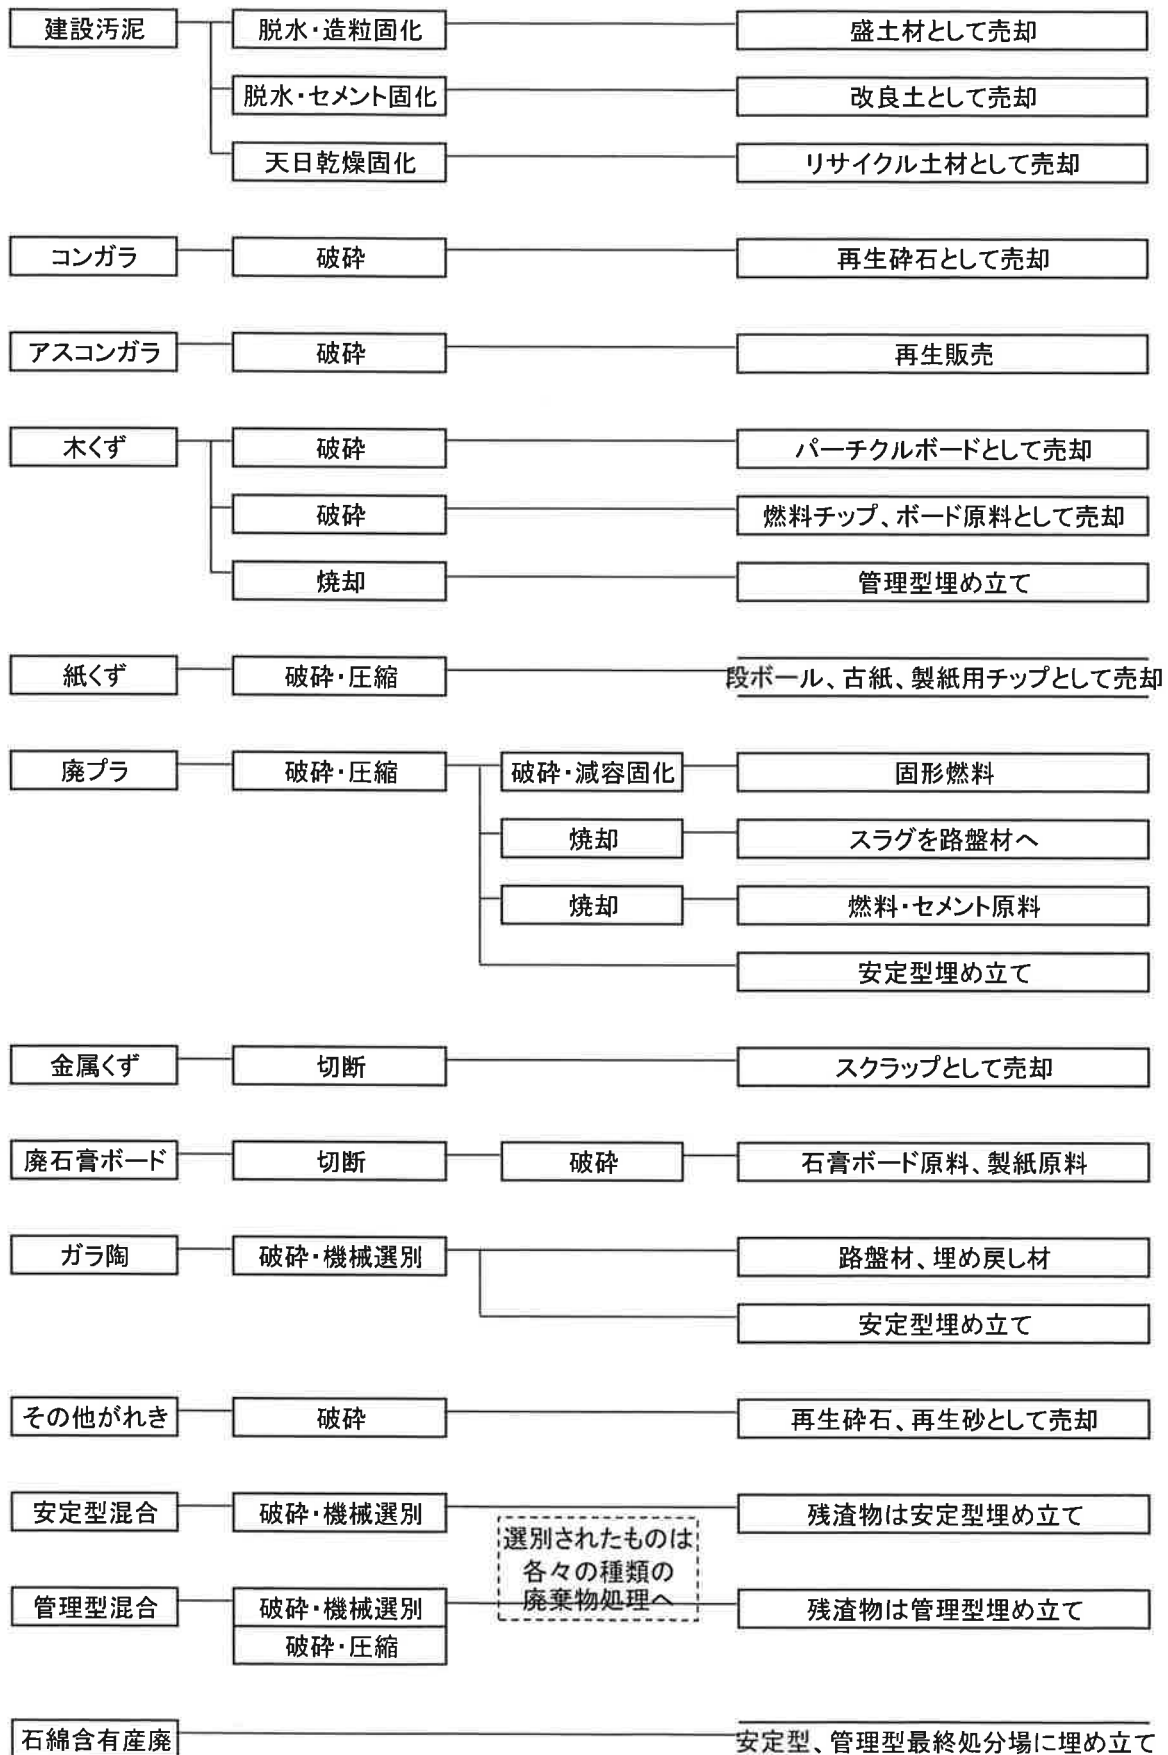 建設汚泥
脱水・造粒固化
盛土材として売却
脱水・セメント固化
改良土として売却
天日乾燥固化
リサイクル土材として売却
コンガラ
破砕
再生砕石として売却
アスコンガラ
破砕
再生販売
木くず
破砕
パーチクルボードとして売却
破砕
燃料チップ、ボード原料として売却
焼却
管理型埋め立て
紙くず
破砕・圧縮
段ボール、古紙、製紙用チップとして売却
廃プラ
破砕・圧縮
破砕・減容固化
固形燃料
焼却
スラグを路盤材へ
焼却
燃料・セメント原料
安定型埋め立て
金属くず
切断
スクラップとして売却
廃石膏ボード
切断
破砕
石膏ボード原料、製紙原料
ガラ陶
破砕・機械選別
路盤材、埋め戻し材
安定型埋め立て
その他がれき
破砕
再生砕石、再生砂として売却
安定型混合
破砕・機械選別
残渣物は安定型埋め立て
選別されたものは
各々の種類の
廃棄物処理へ
管理型混合
破砕・機械選別
残渣物は管理型埋め立て
破砕・圧縮
石綿含有産廃
安定型、管理型最終処分場に埋め立て